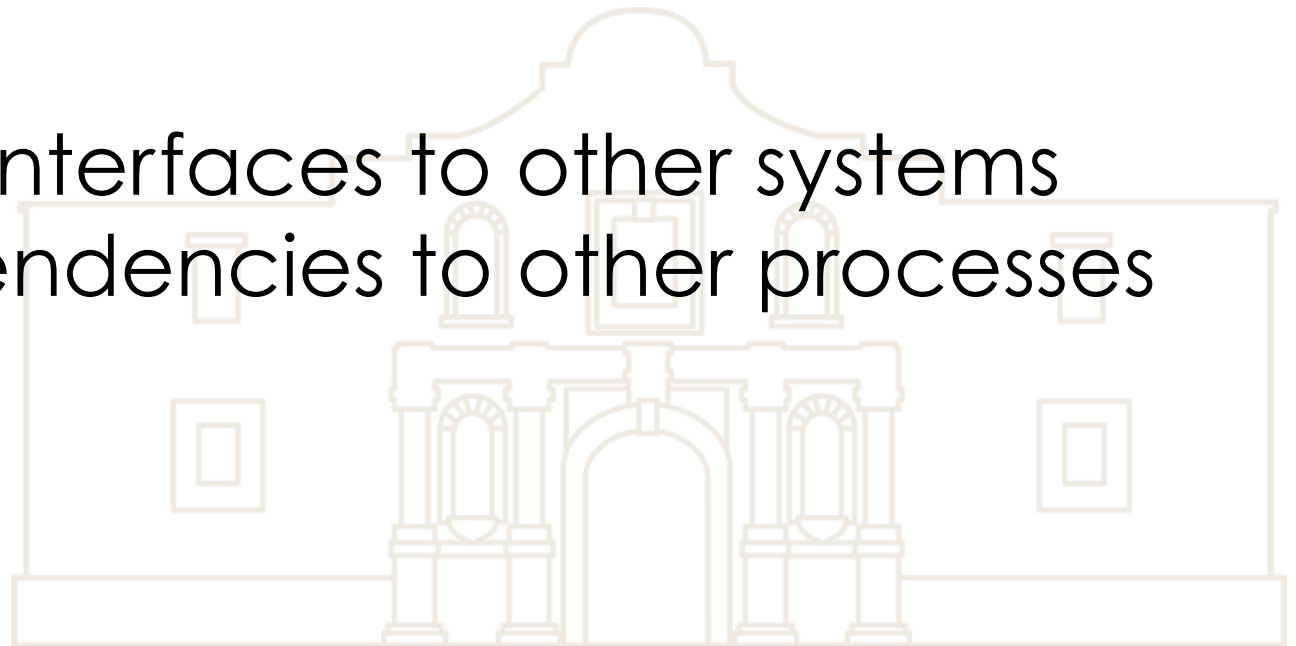 nterfaces to other systems
endencies to other processes